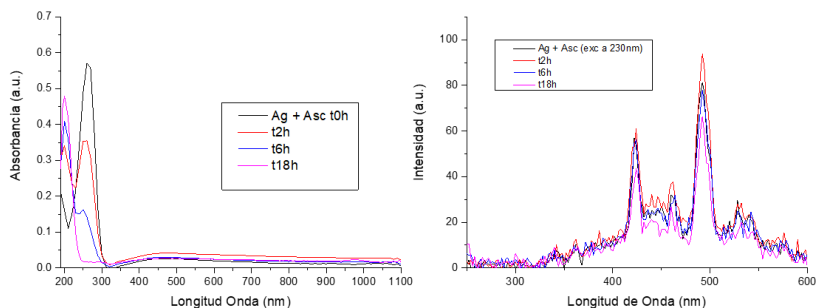 0.7
0.6
0.5
0.4
0.3
0.2
0.1
0.0
200 300 400 500 600 700 800 900 1000 1100
Absorbancia (a.u.)
Longitud Onda (nm)
Ag + Asc t0h
t2h
t6h
t18h
100
80
60
40
20
0
300 400 500 600
Intensidad (a.u.)
Longitud de Onda (nm)
Ag + Asc (exc a 230nm)
t2h
t6h
t18h